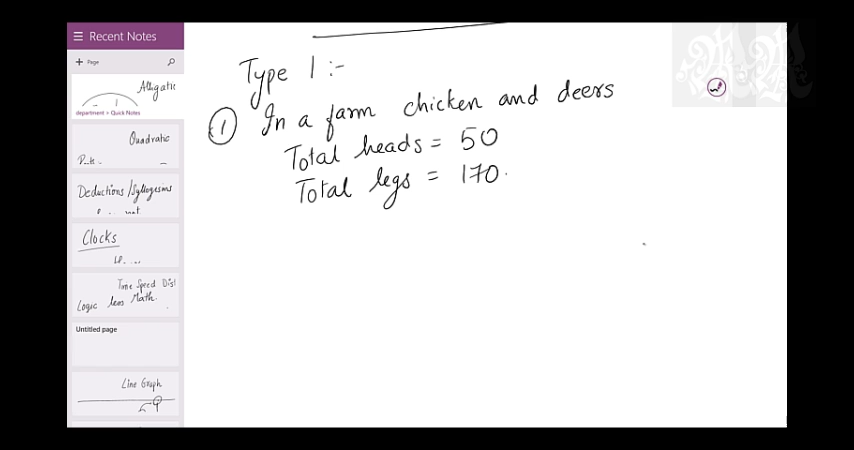 Recent Notes
Page
Alligatic
department > Quick Notes
Quadratic
Deductions/Syllogesms
Clocks
Time Speed Dist
Logic less Math.
Untitled page
Line Graph
Type 1 :-
① In a farm chicken and deers
Total heads = 50
Total legs = 170.